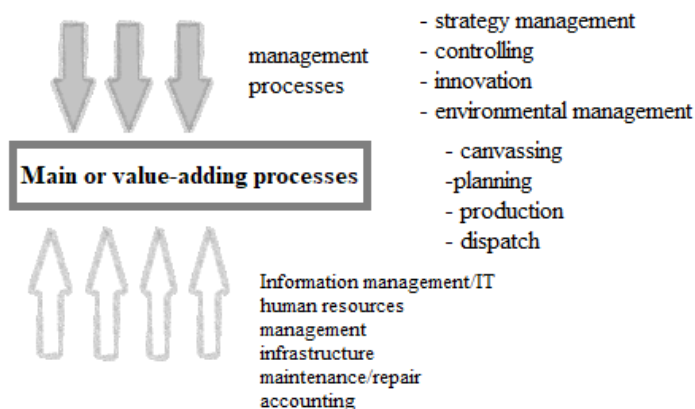 management
processes
- strategy management
- controlling
- innovation
- environmental management
Main or value-adding processes
- canvassing
-planning
- production
- dispatch
Information management/IT
human resources
management
infrastructure
maintenance/repair
accounting